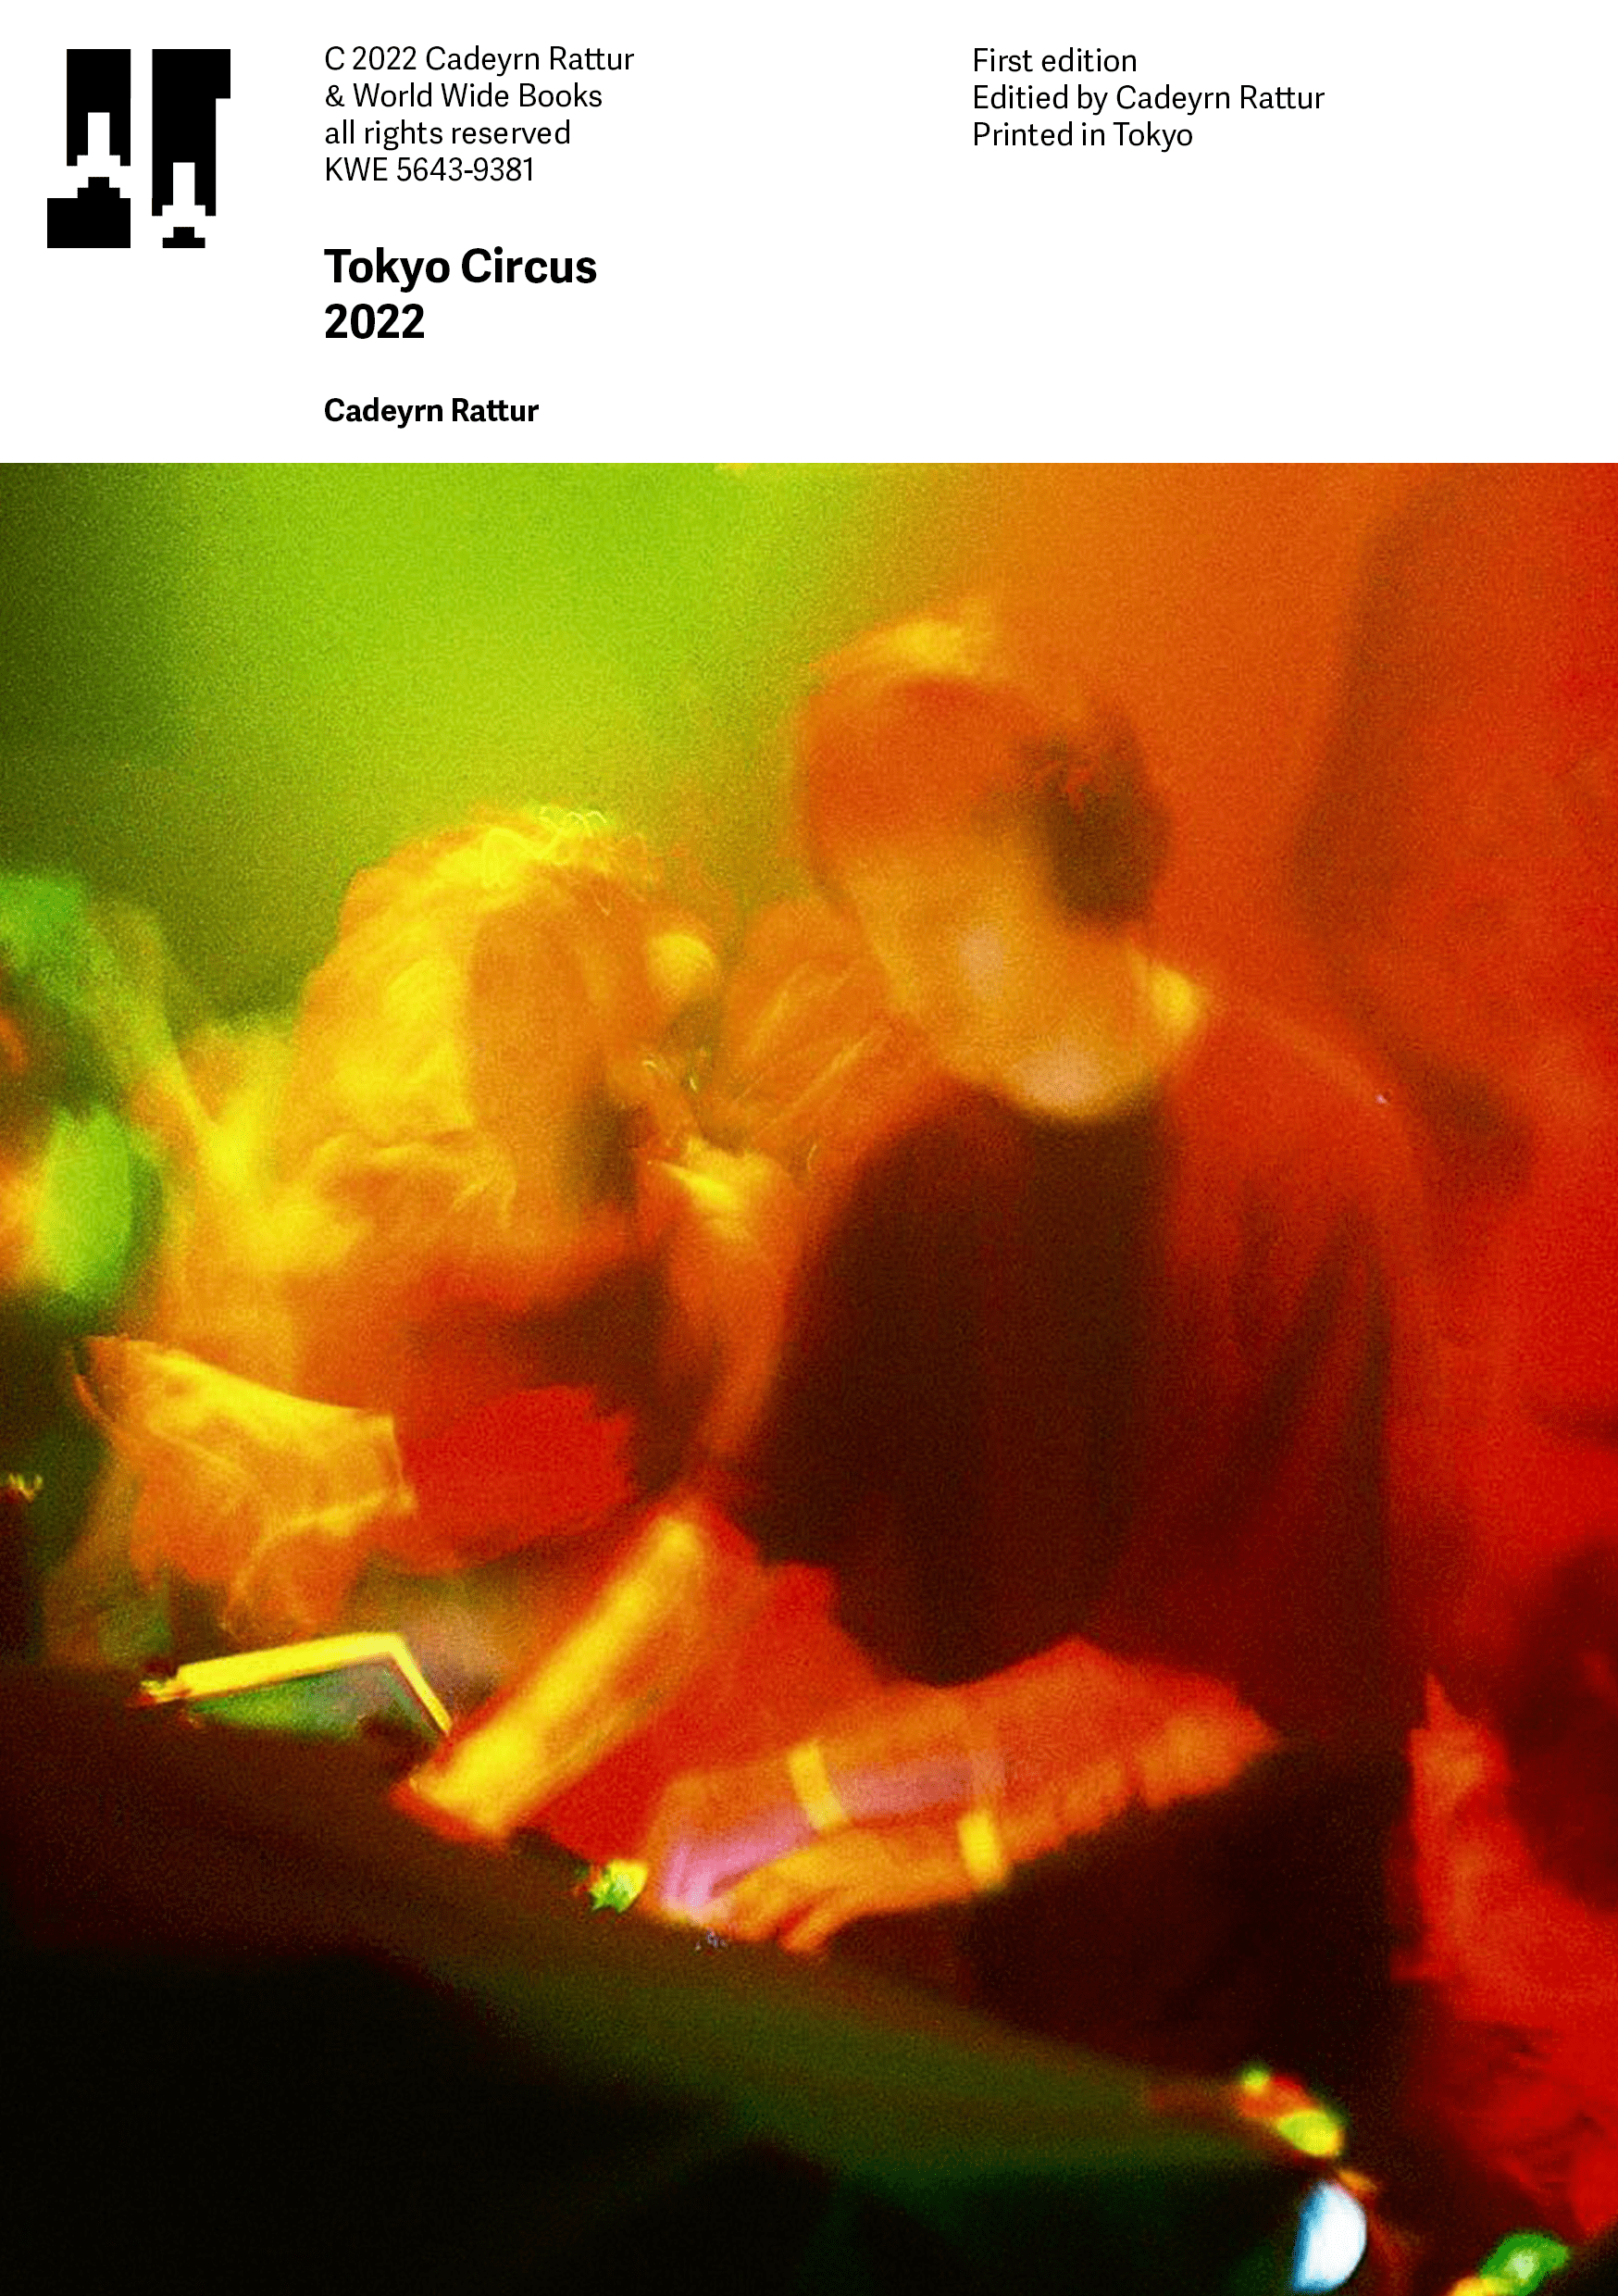 C 2022 Cadeyrn Rattur
& World Wide Books
all rights reserved
KWE 5643-9381
First edition
Editied by Cadeyrn Rattur
Printed in Tokyo
Tokyo Circus
2022
Cadeyrn Rattur